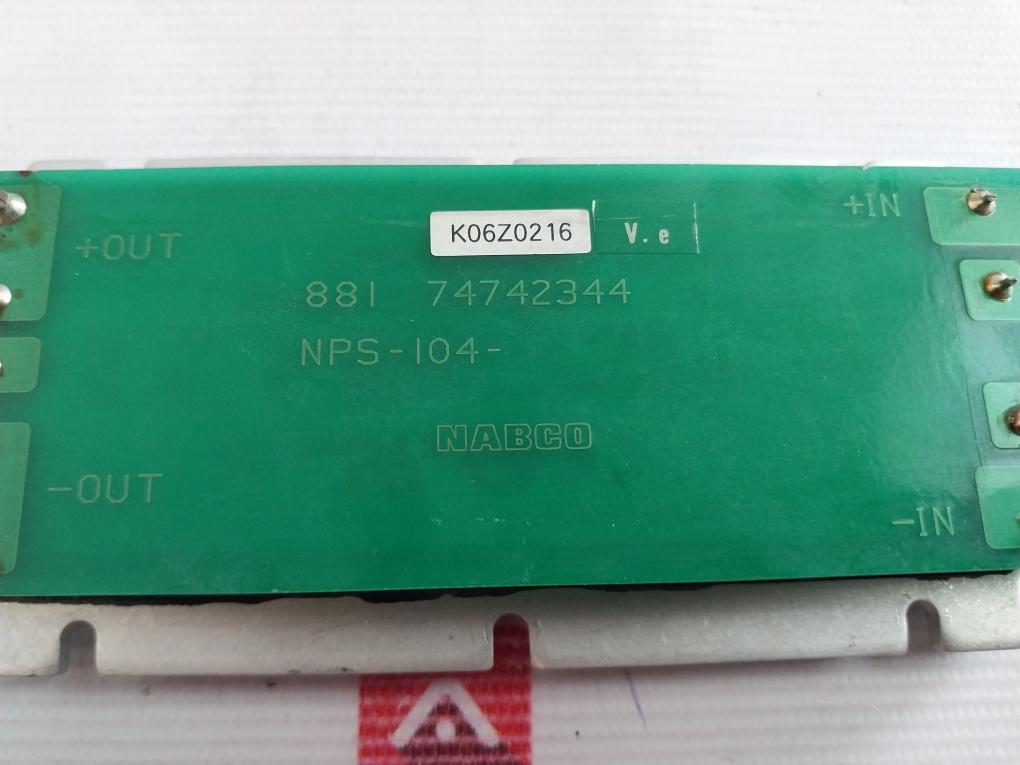 +IN
K06Z0216 V.e
+OUT
881 74742344
NPS-104-
NABCO
-OUT
-IN